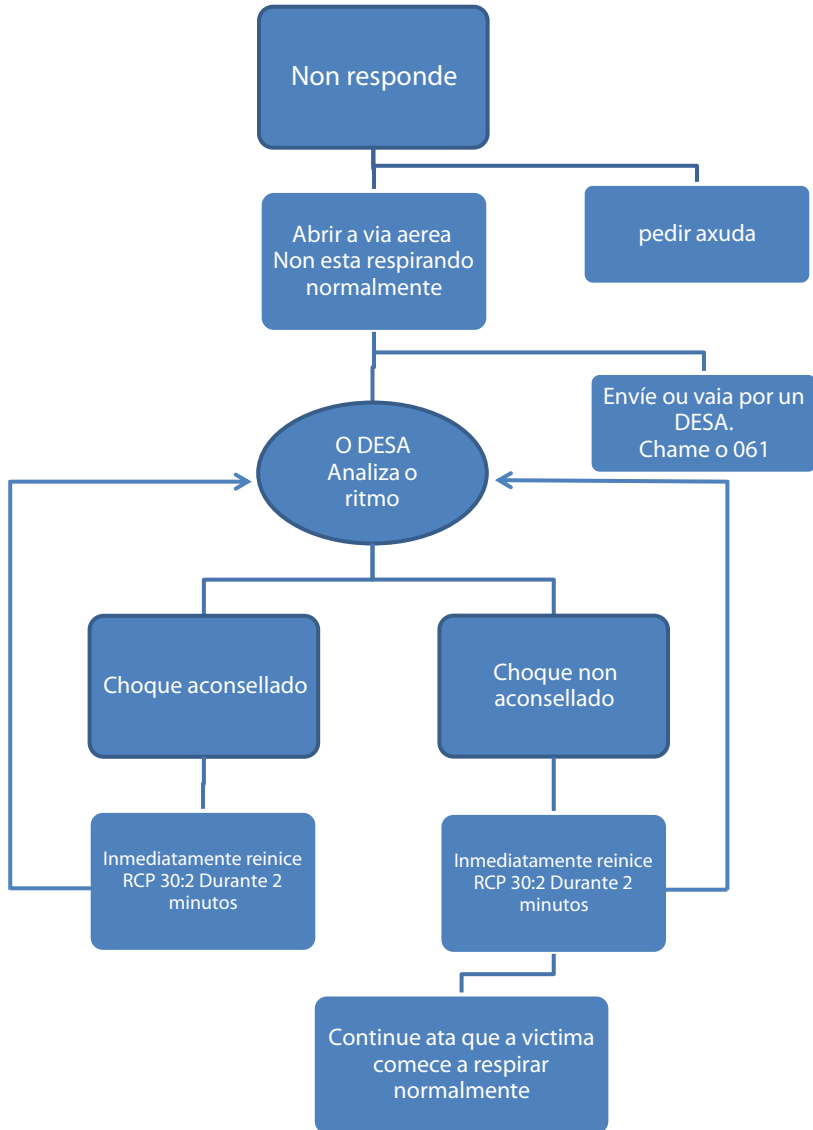 Non responde
Abrir a via aerea
Non esta respirando
normalmente
pedir axuda
Envíe ou vaia por un
DESA.
Chame o 061
O DESA
Analiza o
ritmo
Choque aconsellado
Choque non
aconsellado
Inmediatamente reinice
RCP 30:2 Durante 2
minutos
Inmediatamente reinice
RCP 30:2 Durante 2
minutos
Continue ata que a victima
comece a respirar
normalmente